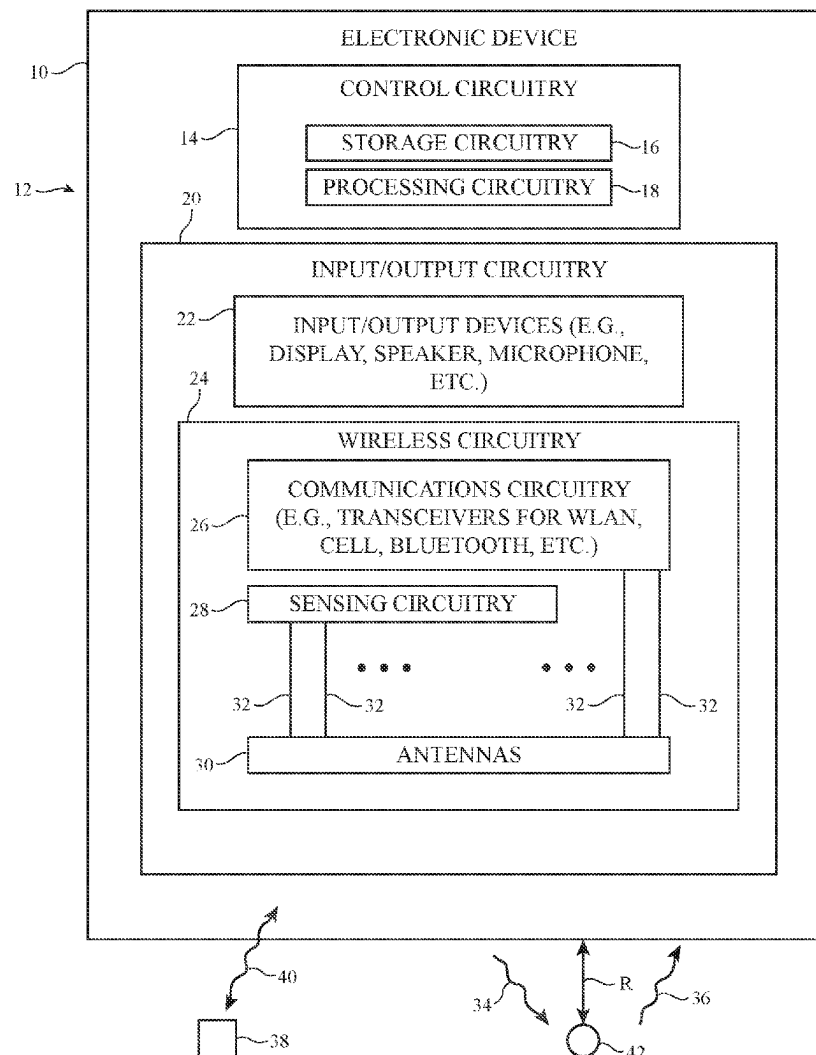 ELECTRONIC DEVICE
10
CONTROL CIRCUITRY
14
STORAGE CIRCUITRY
16
PROCESSING CIRCUITRY
18
12
20
INPUT/OUTPUT CIRCUITRY
22
INPUT/OUTPUT DEVICES (E.G.,
DISPLAY, SPEAKER, MICROPHONE,
ETC.)
24
WIRELESS CIRCUITRY
COMMUNICATIONS CIRCUITRY
(E.G., TRANSCEIVERS FOR WLAN,
CELL, BLUETOOTH, ETC.)
26
28
SENSING CIRCUITRY
32
32
32
32
30
ANTENNAS
40
34
R
36
38
42